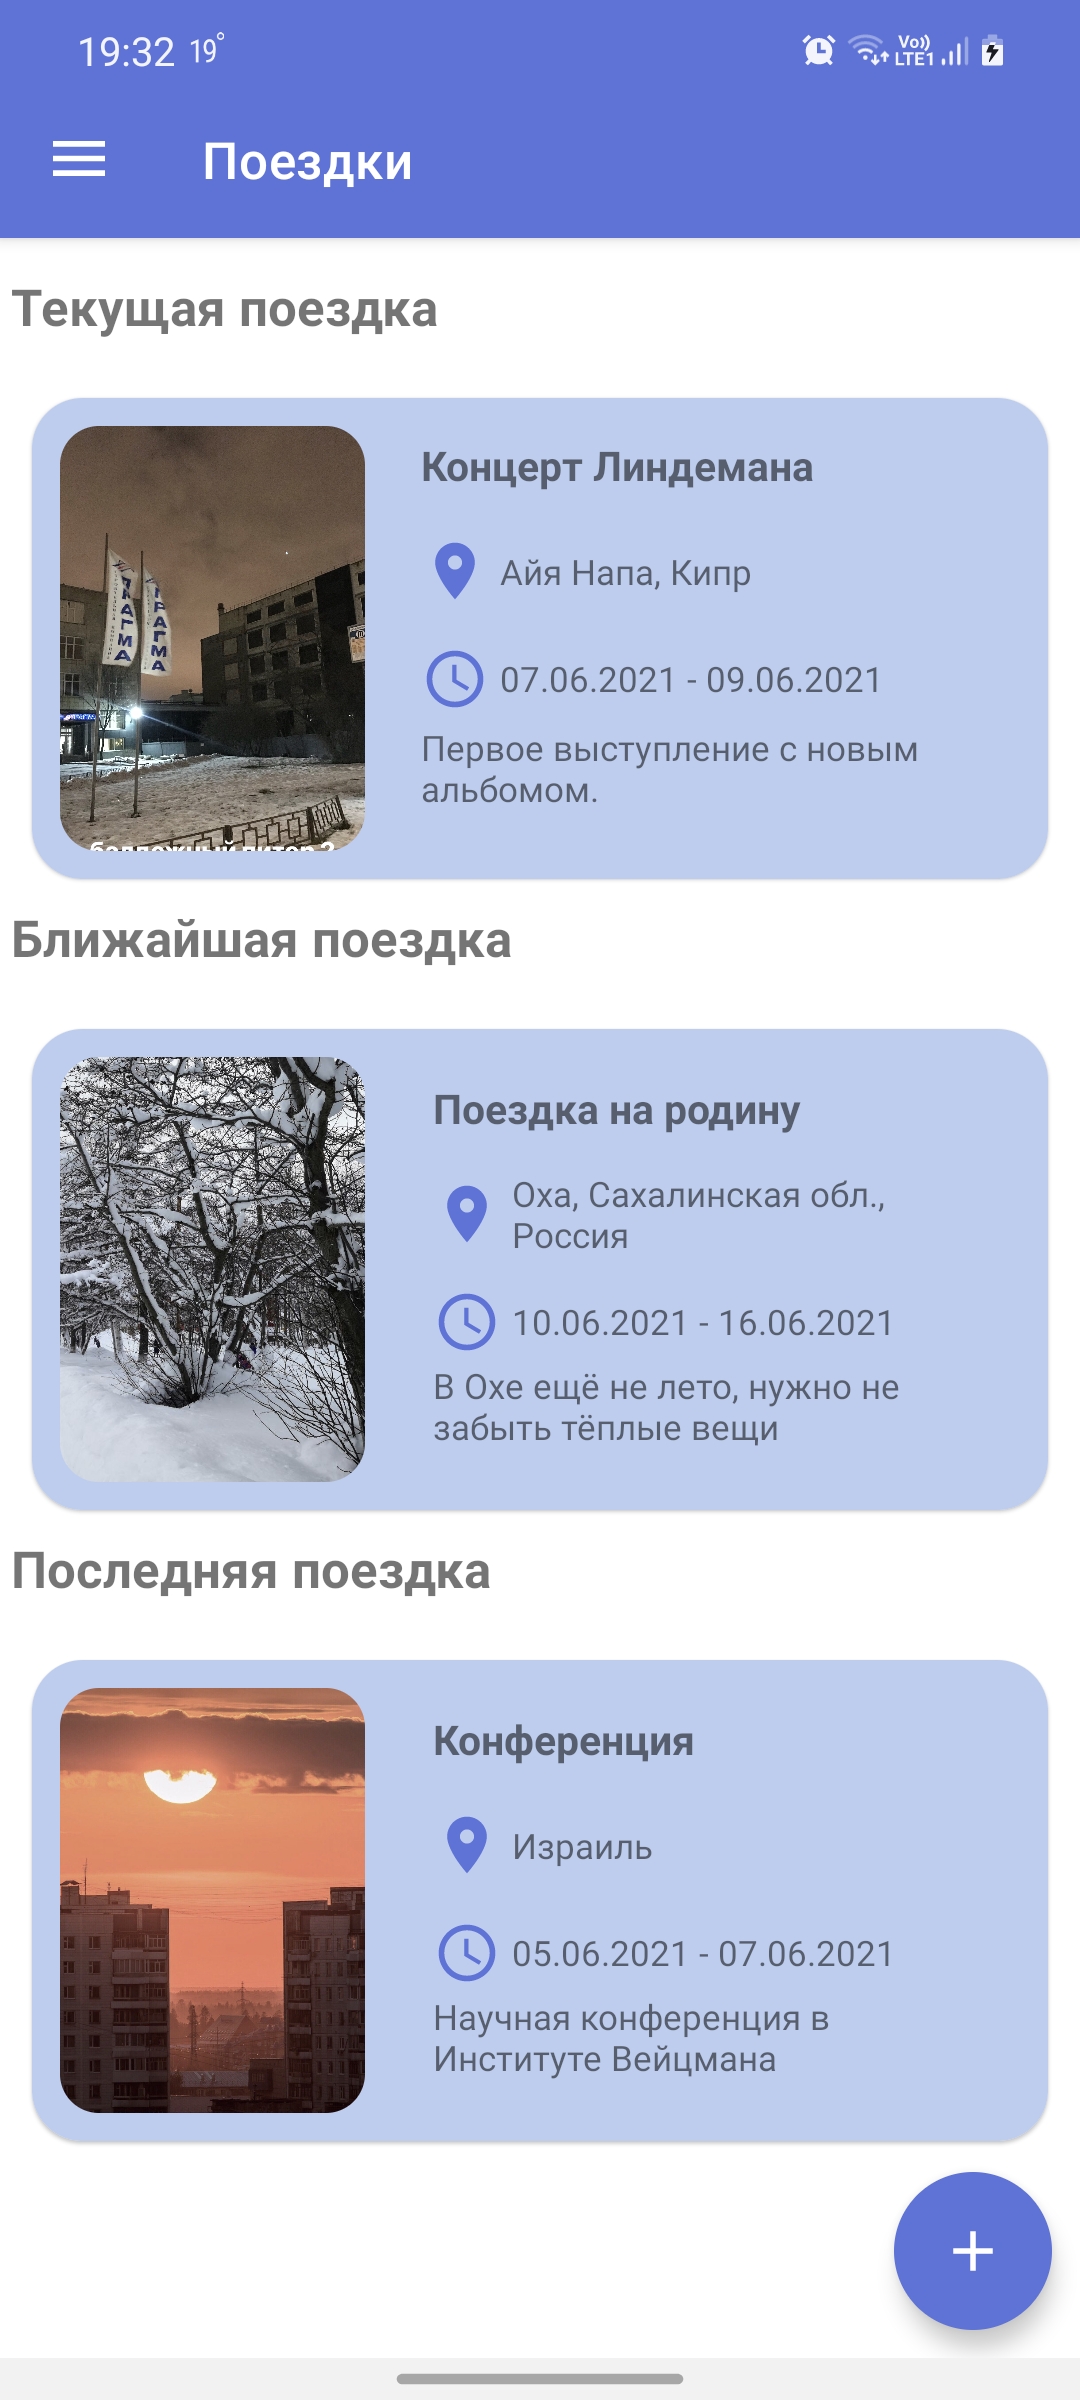 19:32 19°
Vo))
LTE1
Поездки
Текущая поездка
ПРАГМА
ПРАГМА
Концерт Линдемана
Айя Напа, Кипр
07.06.2021 - 09.06.2021
Первое выступление с новым
альбомом.
Ближайшая поездка
Поездка на родину
Оха, Сахалинская обл.,
Россия
10.06.2021 - 16.06.2021
В Охе ещё не лето, нужно не
забыть тёплые вещи
Последняя поездка
Конференция
Израиль
05.06.2021 - 07.06.2021
Научная конференция в
Институте Вейцмана